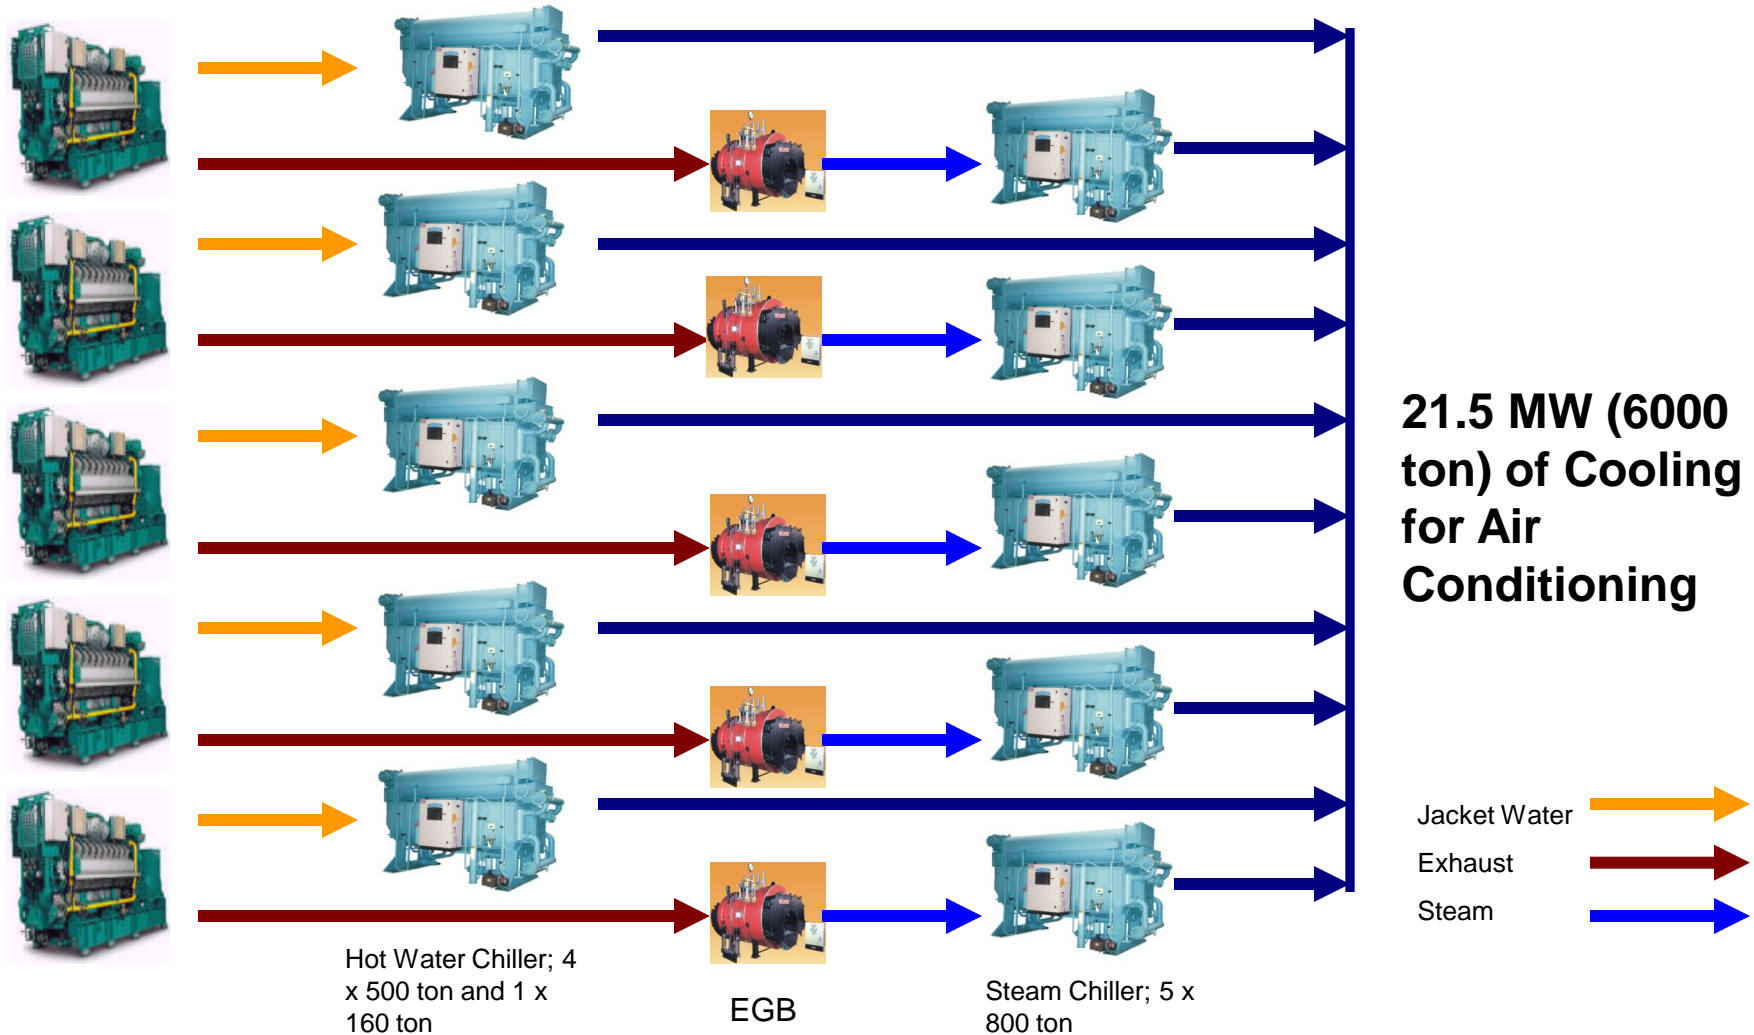 21.5 MW (6000
ton) of Cooling
for Air
Conditioning
Jacket Water
Exhaust
Steam
Hot Water Chiller; 4
x 500 ton and 1 x
160 ton
EGB
Steam Chiller; 5 x
800 ton